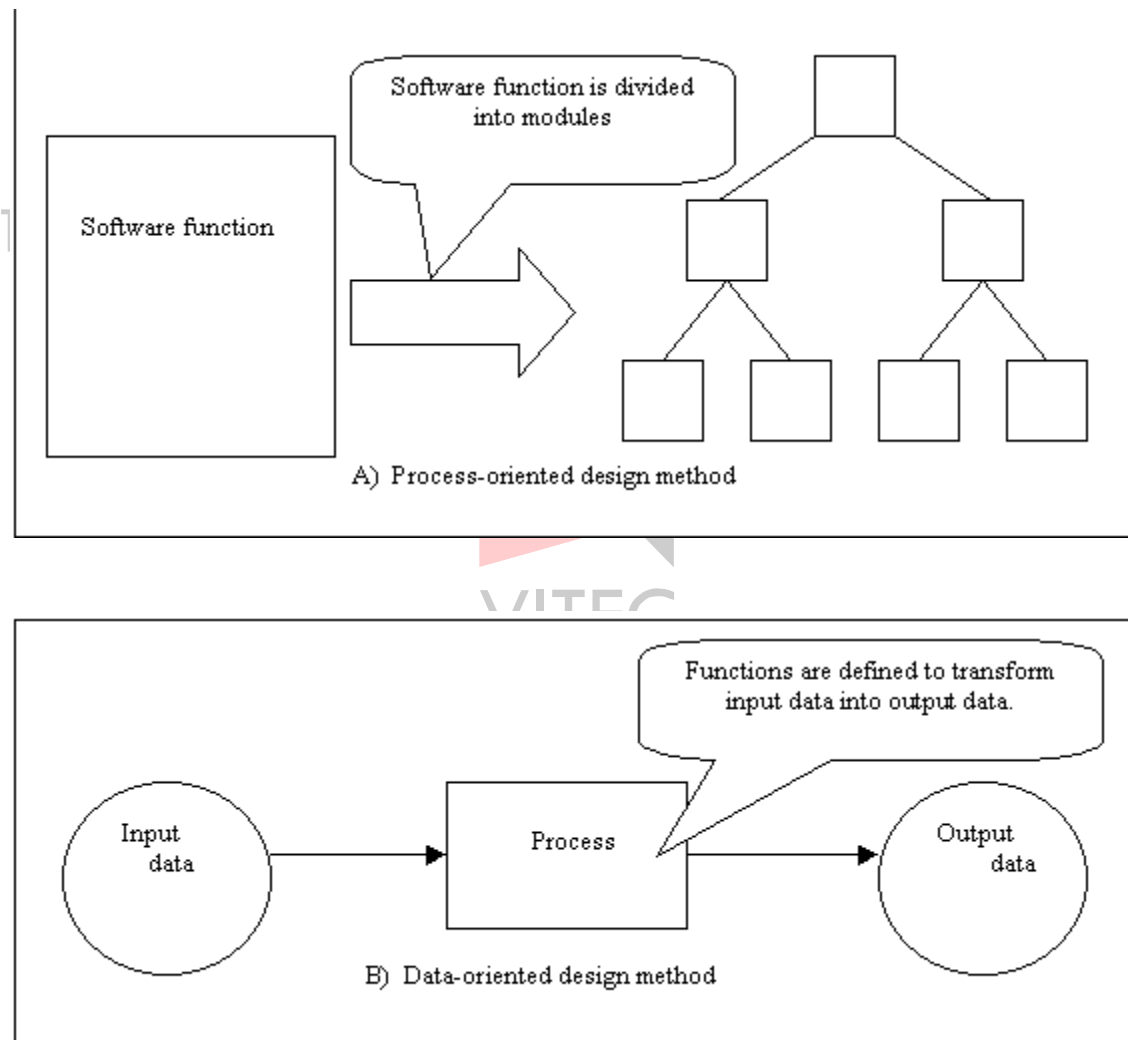 Software function is divided
into modules
Software function
A) Process-oriented design method
VITEC
Functions are defined to transform
input data into output data.
Input
data
Process
Output
data
B) Data-oriented design method